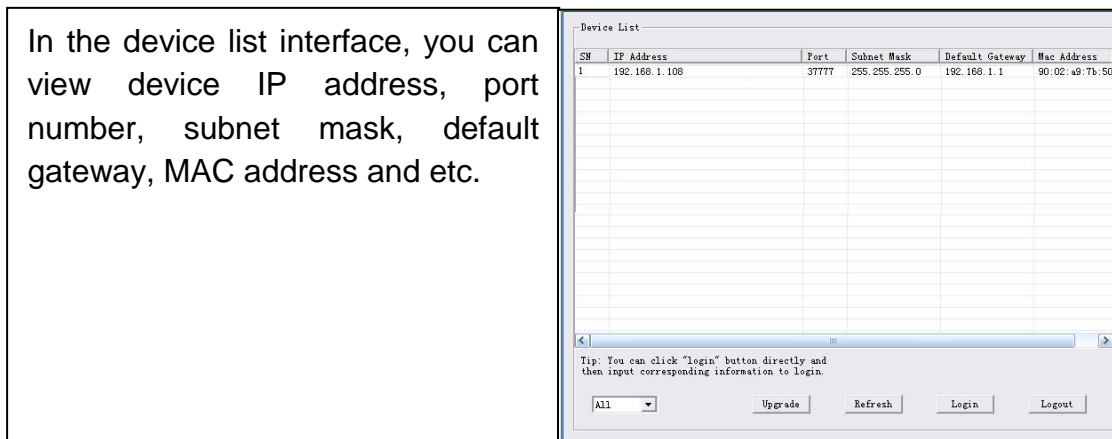 In the device list interface, you can
view device IP address, port
number, subnet mask, default
gateway, MAC address and etc.
Device List
SN IP Address Port Subnet Mask Default Gateway Mac Address
1 192.168.1.108 37777 255.255.255.0 192.168.1.1 90:02:a9:7b:50
Tip: You can click "login" button directly and
then input corresponding information to login.
All Upgrade Refresh Login Logout